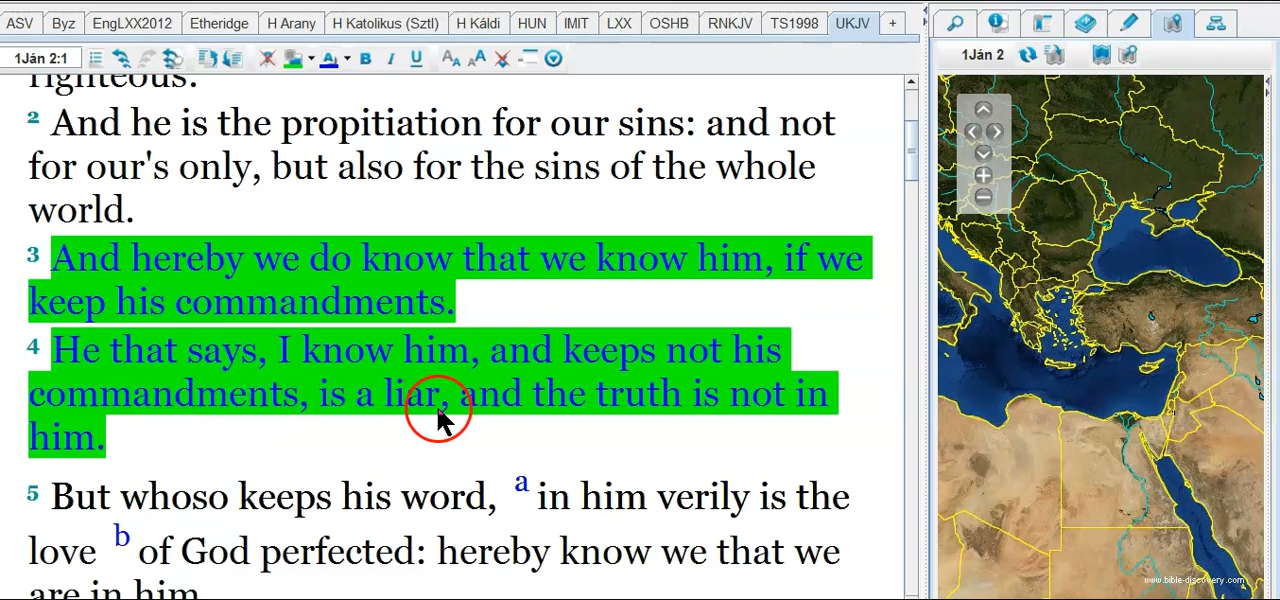 ASV Byz EngLXX2012 Etheridge H Arany H Katolikus (Sztl) H Káldi HUN IMIT LXX OSHB RNKJV TS1998 UKJV +
1Ján 2:1
A B I U AA AA
1Ján 2
righteous.
2 And he is the propitiation for our sins: and not
for our's only, but also for the sins of the whole
world.
3 And hereby we do know that we know him, if we
keep his commandments.
4 He that says, I know him, and keeps not his
commandments, is a liar, and the truth is not in
him.
5 But whoso keeps his word, a in him verily is the
love b of God perfected: hereby know we that we
are in him.
www.bible-discovery.com